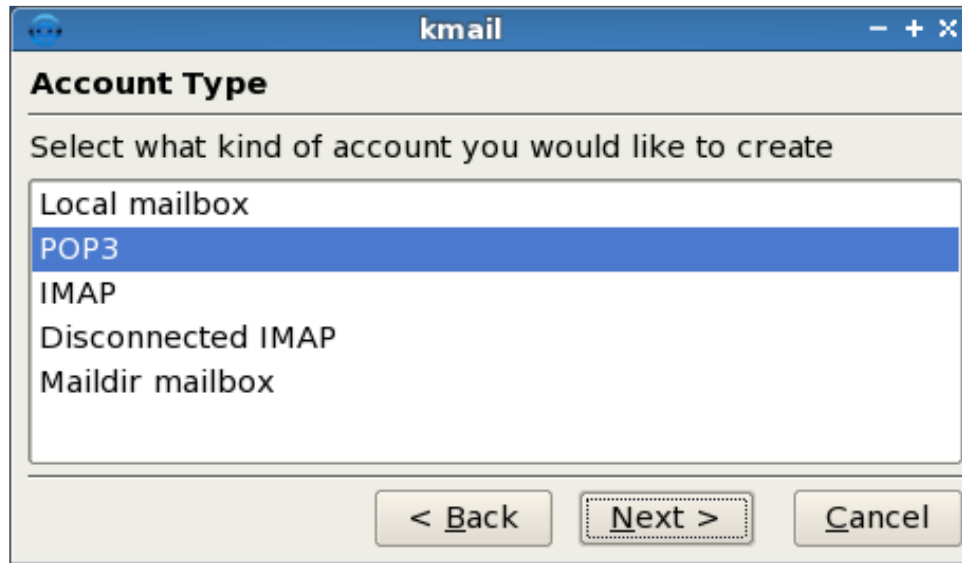 kmail
Account Type
Select what kind of account you would like to create
Local mailbox
POP3
IMAP
Disconnected IMAP
Maildir mailbox
< Back Next > Cancel